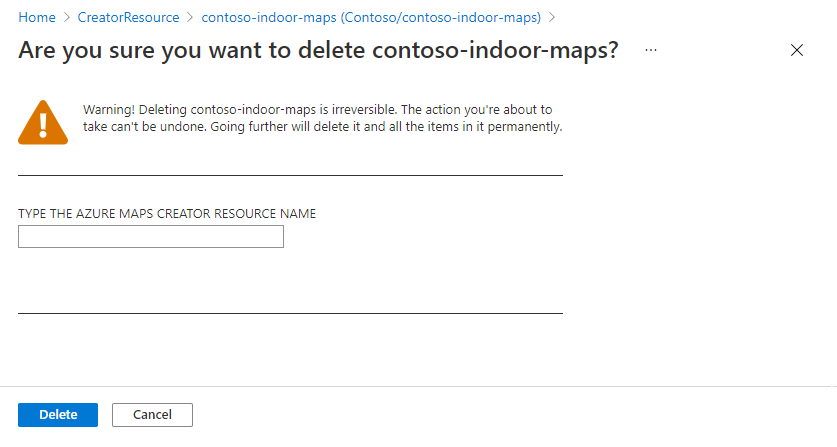 Home > CreatorResource > contoso-indoor-maps (Contoso/contoso-indoor-maps) >
Are you sure you want to delete contoso-indoor-maps? ...
Warning! Deleting contoso-indoor-maps is irreversible. The action you're about to
take can't be undone. Going further will delete it and all the items in it permanently.
TYPE THE AZURE MAPS CREATOR RESOURCE NAME
Delete Cancel